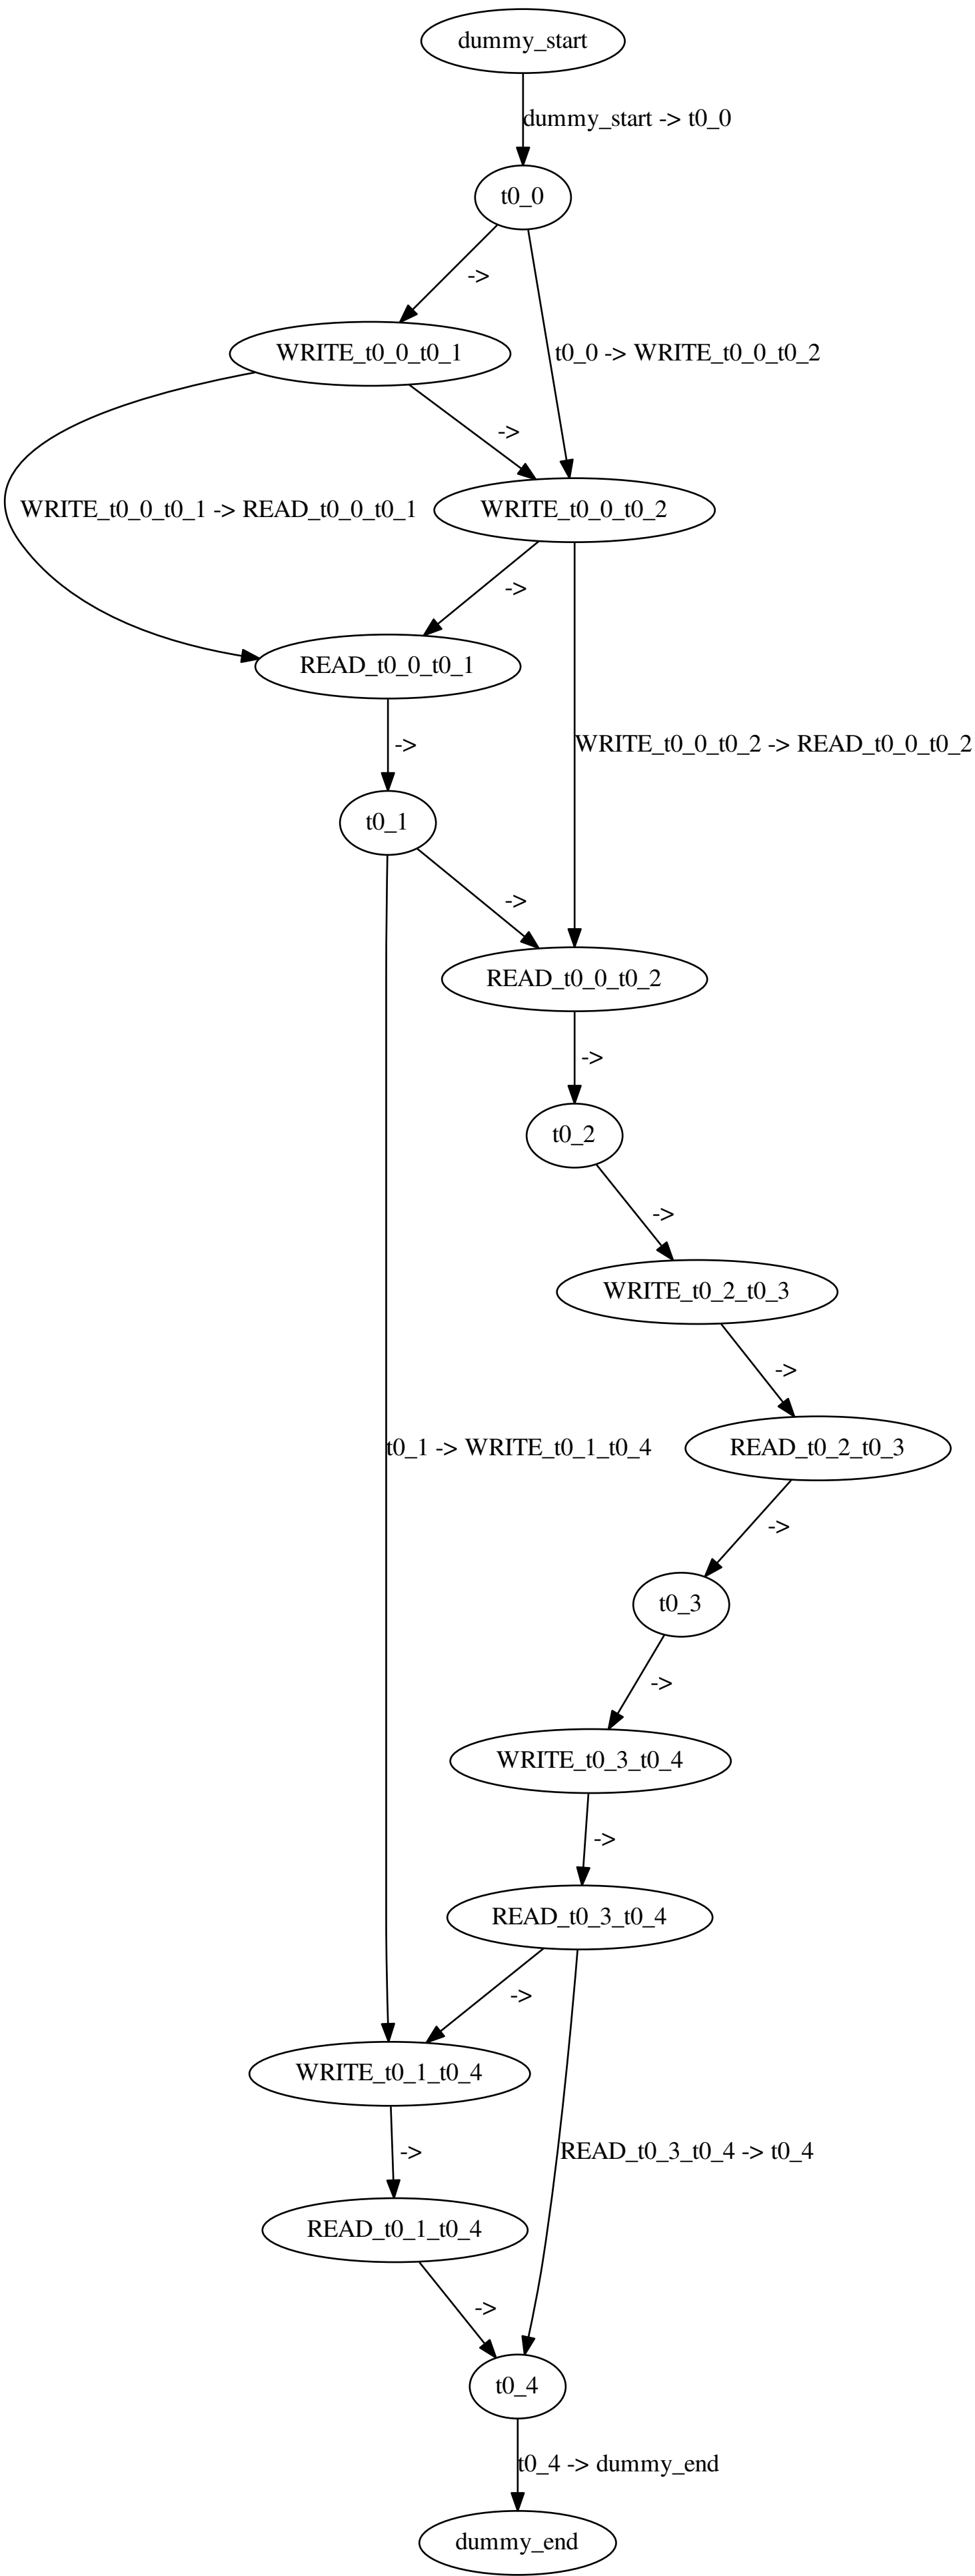 dummy_start
dummy_start -> t0_0
t0_0
->
WRITE_t0_0_t0_1
t0_0 -> WRITE_t0_0_t0_2
->
WRITE_t0_0_t0_1 -> READ_t0_0_t0_1
WRITE_t0_0_t0_2
->
READ_t0_0_t0_1
->
WRITE_t0_0_t0_2 -> READ_t0_0_t0_2
t0_1
->
READ_t0_0_t0_2
->
t0_2
->
WRITE_t0_2_t0_3
->
t0_1 -> WRITE_t0_1_t0_4
READ_t0_2_t0_3
->
t0_3
->
WRITE_t0_3_t0_4
->
READ_t0_3_t0_4
->
WRITE_t0_1_t0_4
->
READ_t0_3_t0_4 -> t0_4
READ_t0_1_t0_4
->
t0_4
t0_4 -> dummy_end
dummy_end